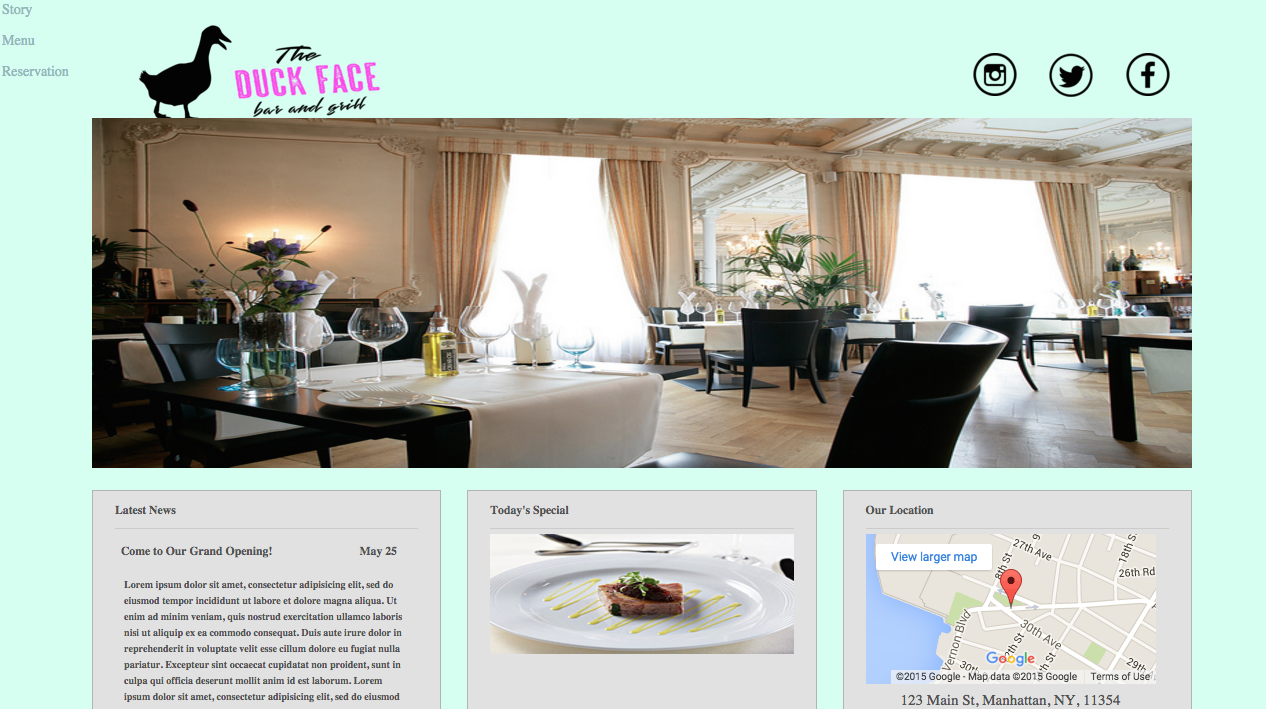 Story
Menu
Reservation
The
DUCK FACE
bar and grill
Latest News
Come to Our Grand Opening! May 25
Lorem ipsum dolor sit amet, consectetur adipisicing elit, sed do
eiusmod tempor incididunt ut labore et dolore magna aliqua. Ut
enim ad minim veniam, quis nostrud exercitation ullamco laboris
nisi ut aliquip ex ea commodo consequat. Duis aute irure dolor in
reprehenderit in voluptate velit esse cillum dolore eu fugiat nulla
pariatur. Excepteur sint occaecat cupidatat non proident, sunt in
culpa qui officia deserunt mollit anim id est laborum. Lorem
ipsum dolor sit amet, consectetur adipisicing elit, sed do eiusmod
Today's Special
Our Location
View larger map
27th Ave
9
18th S
26th Rd
8th St
30th Ave
Vernon Blvd
12th St
14th St
29th
Google
©2015 Google - Map data ©2015 Google Terms of Use
123 Main St, Manhattan, NY, 11354